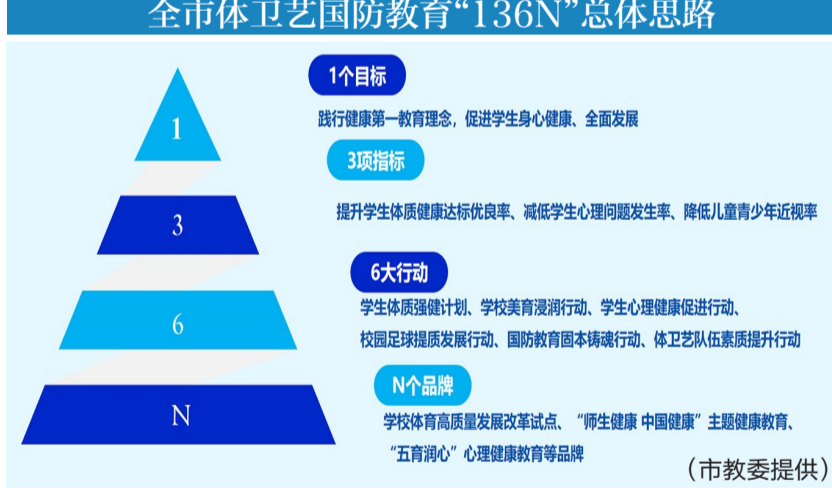 全市体卫艺国防教育“136N”总体思路
1
1个目标
践行健康第一教育理念，促进学生身心健康、全面发展
3项指标
3
提升学生体质健康达标优良率、减低学生心理问题发生率、降低儿童青少年近视率
6大行动
6
学生体质强健计划、学校美育浸润行动、学生心理健康促进行动、
校园足球提质发展行动、国防教育固本铸魂行动、体卫艺队伍素质提升行动
N个品牌
N
学校体育高质量发展改革试点、“师生健康 中国健康”主题健康教育、
“五育润心”心理健康教育等品牌
（市教委提供）